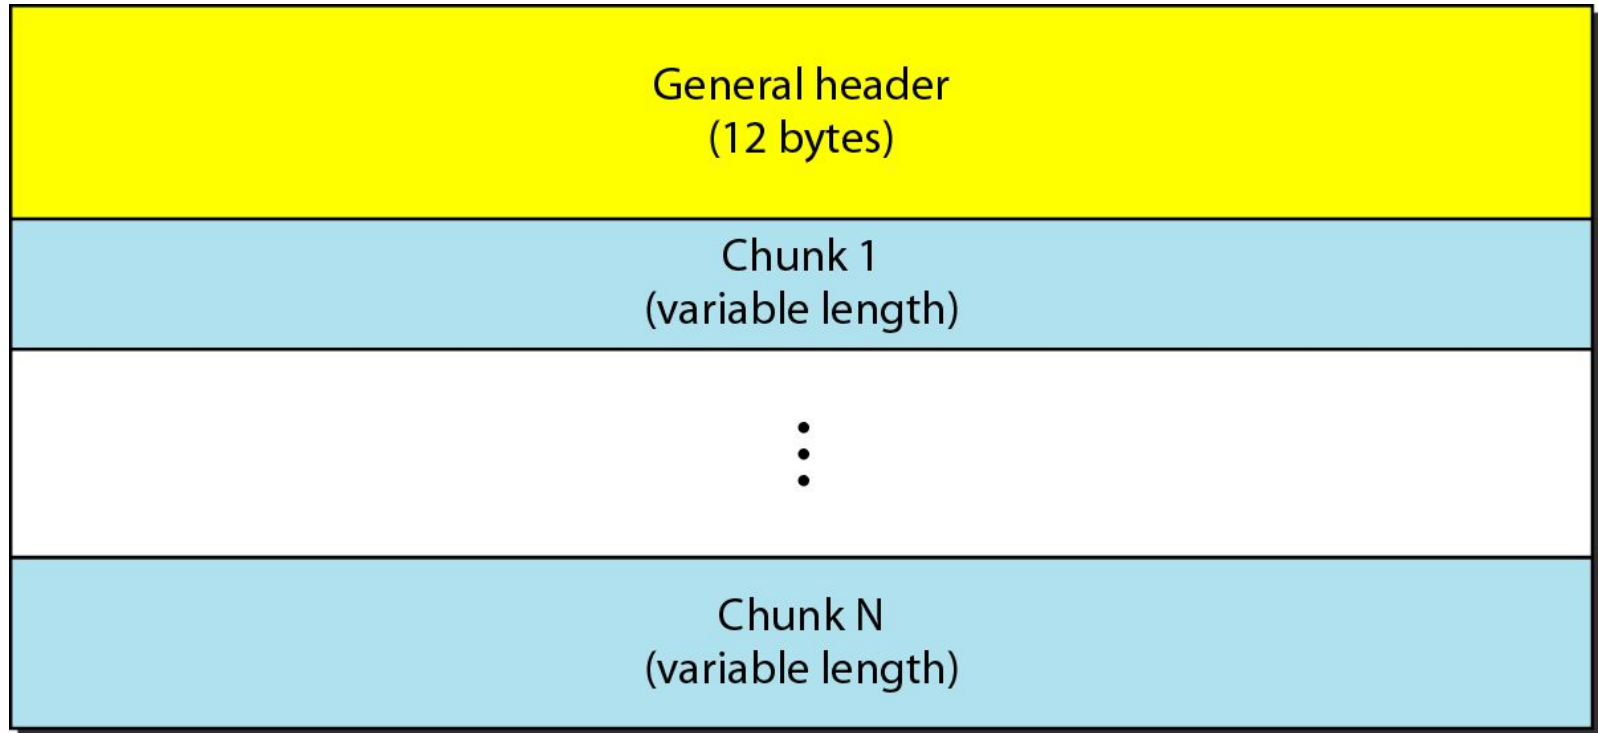 General header
(12 bytes)
Chunk 1
(variable length)
Chunk N
(variable length)